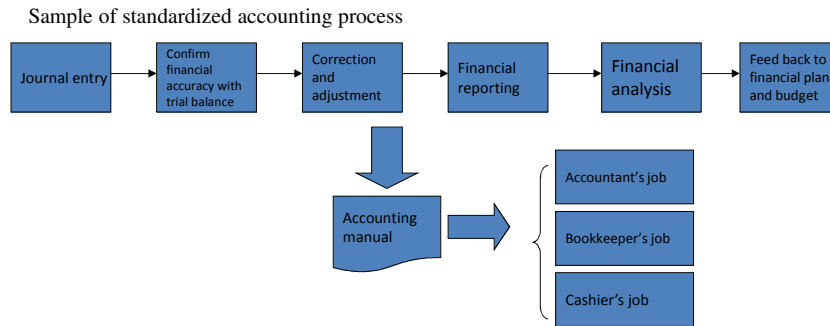 Sample of standardized accounting process
Journal entry
Confirm
financial
accuracy with
trial balance
Correction
and
adjustment
Financial
reporting
Financial
analysis
Feed back to
financial plan
and budget
Accounting
manual
Accountant's job
Bookkeeper's job
Cashier's job